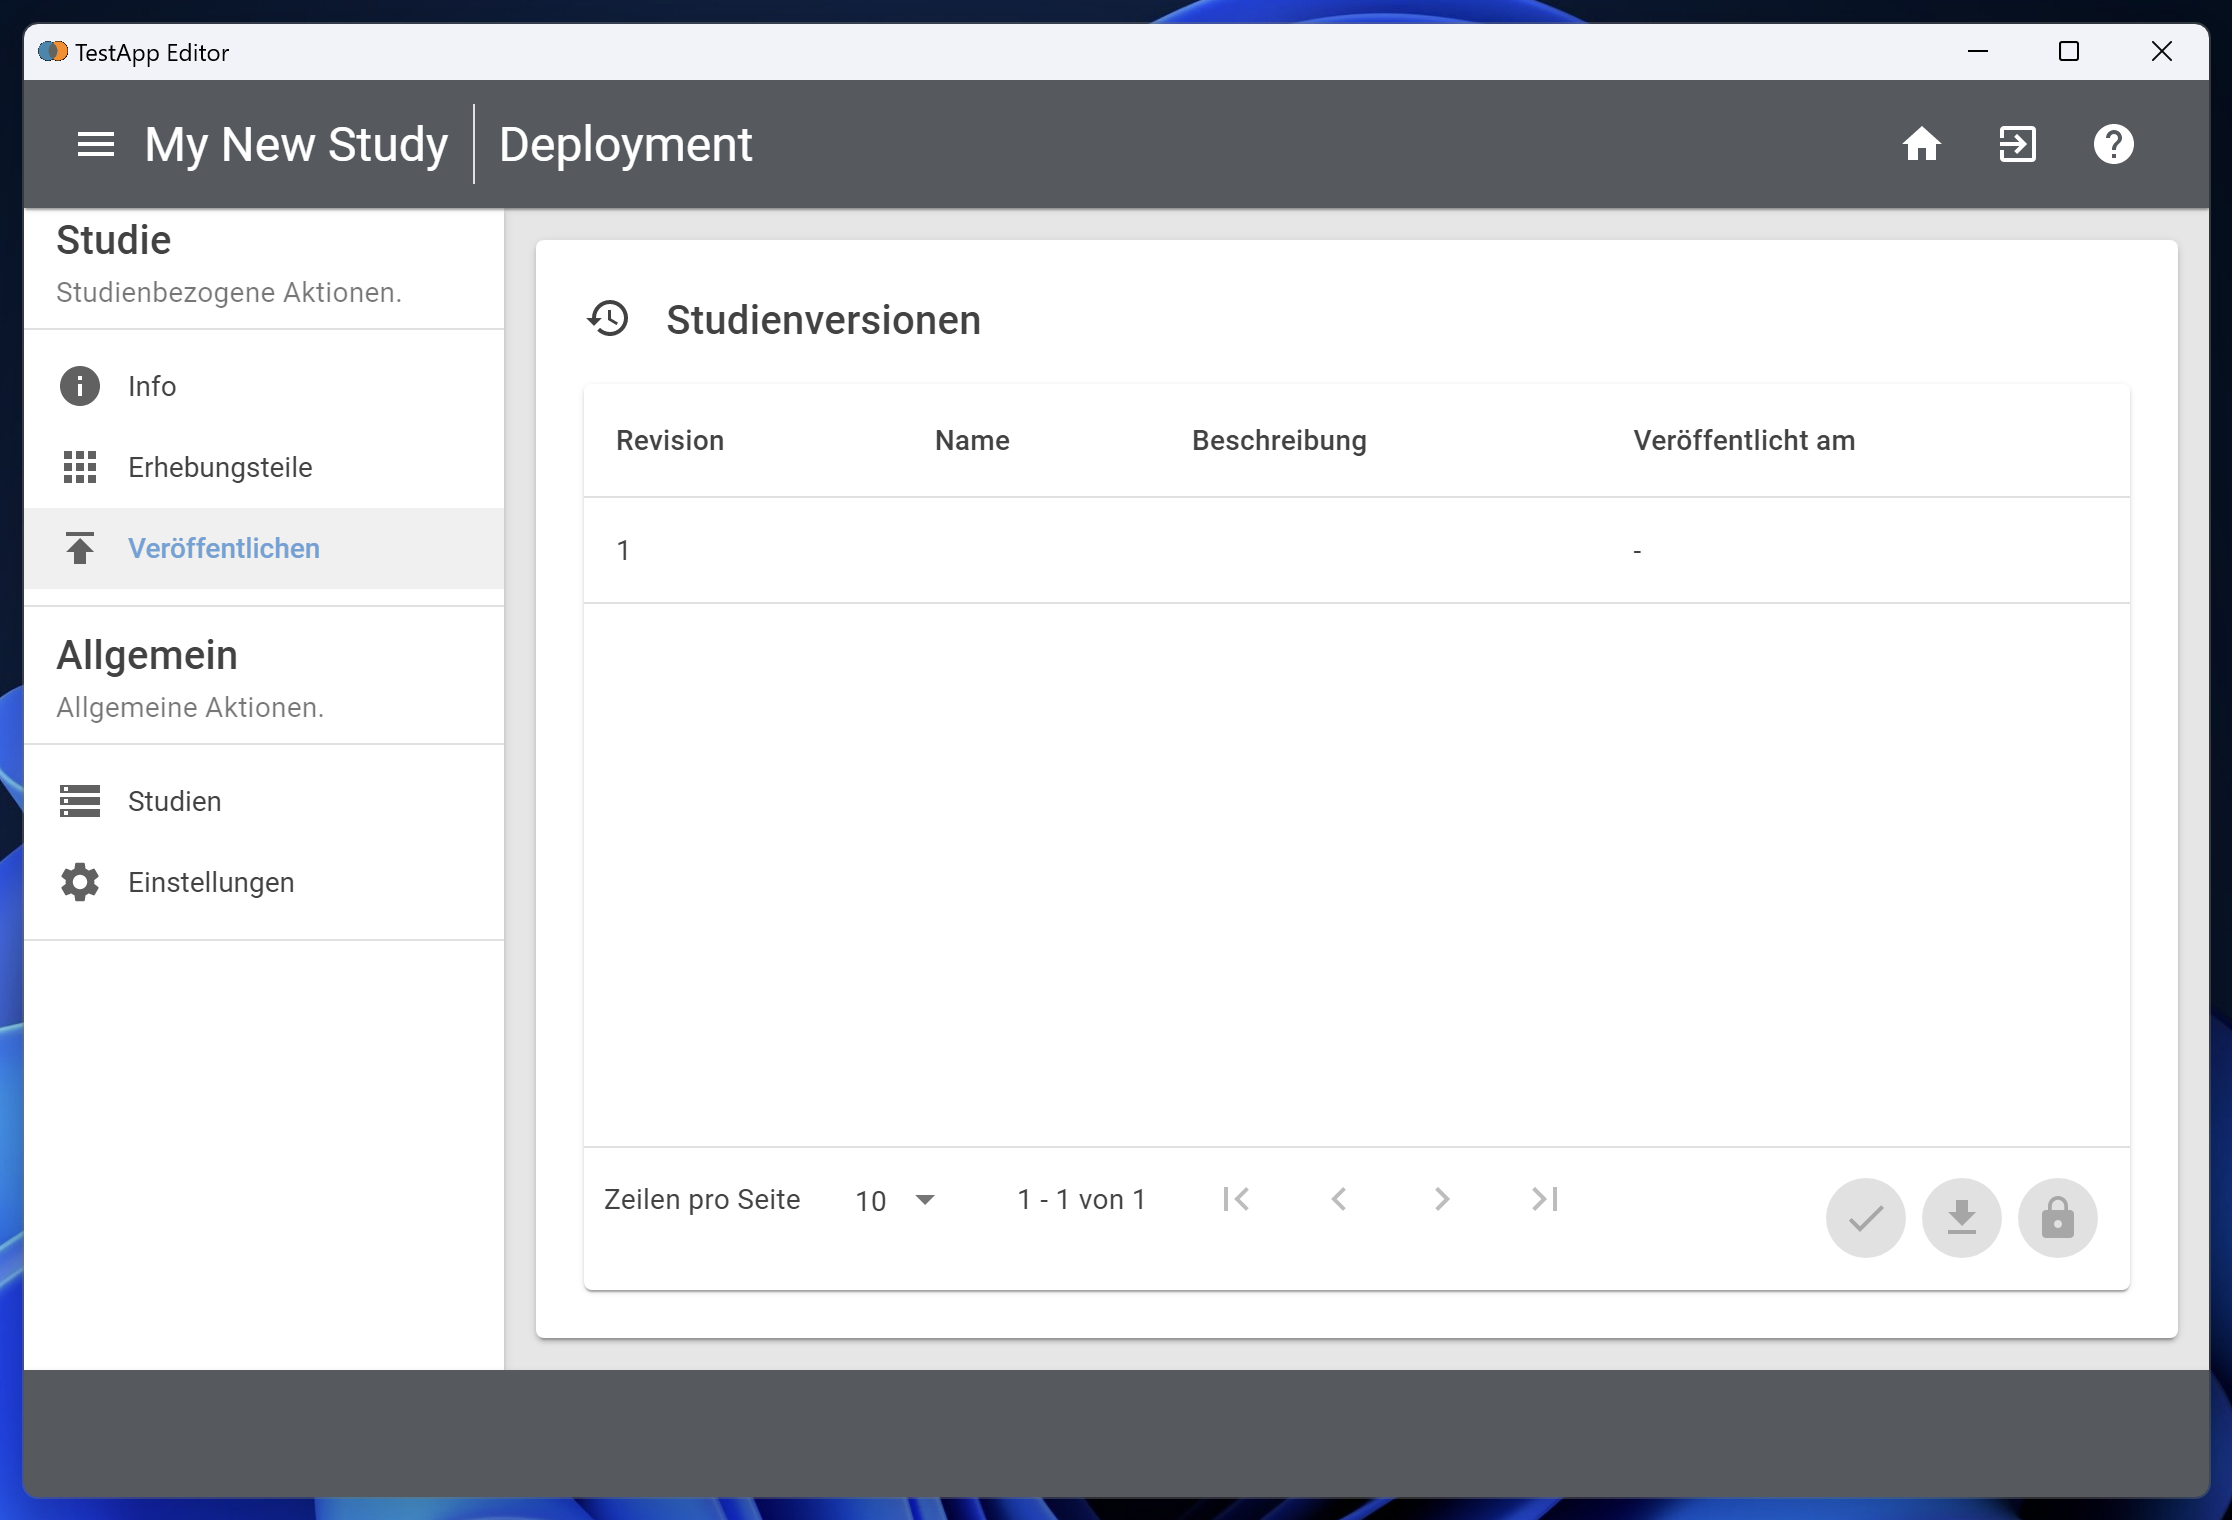 TestApp Editor
My New Study
Deployment
Studie
Studienbezogene Aktionen.
Info
Erhebungsteile
Veröffentlichen
Allgemein
Allgemeine Aktionen.
Studien
Einstellungen
Studienversionen
Revision Name Beschreibung Veröffentlicht am
1 -
Zeilen pro Seite 10 1 - 1 von 1